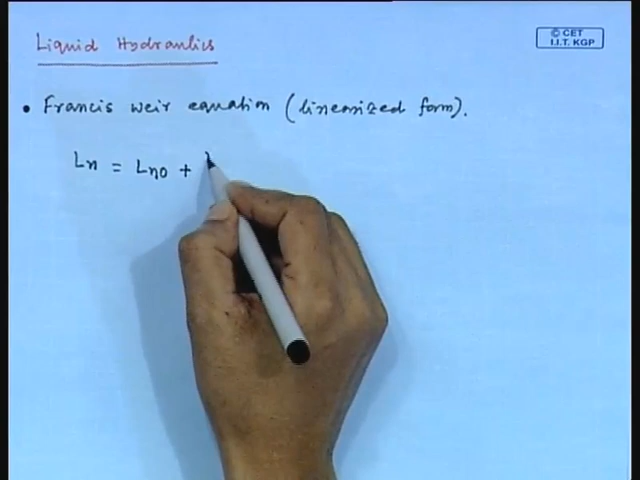 Liquid Hydraulics
© CET
I.I.T. KGP
• Francis weir equation (linearized form).
Ln = Ln0 +